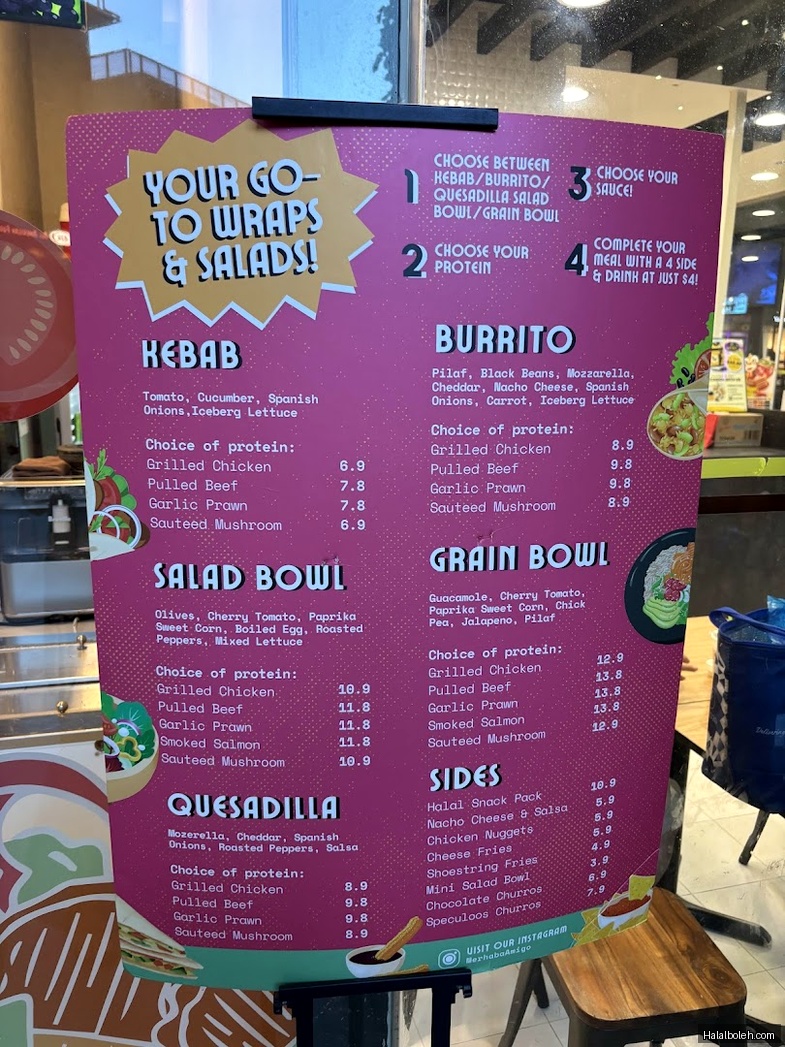 YOUR GO-
TO WRAPS
& SALADS!
1 CHOOSE BETWEEN
KEBAB/BURRITO/
QUESADILLA SALAD
BOWL/GRAIN BOWL
2 CHOOSE YOUR
PROTEIN
3 CHOOSE YOUR
SAUCE!
4 COMPLETE YOUR
MEAL WITH A 4 SIDE
& DRINK AT JUST $4!
KEBAB
Tomato, Cucumber, Spanish
Onions,Iceberg Lettuce
Choice of protein:
Grilled Chicken 6.9
Pulled Beef 7.8
Garlic Prawn 7.8
Sauteed Mushroom 6.9
BURRITO
Pilaf, Black Beans, Mozzarella,
Cheddar, Nacho Cheese, Spanish
Onions, Carrot, Iceberg Lettuce
Choice of protein:
Grilled Chicken 8.9
Pulled Beef 9.8
Garlic Prawn 9.8
Sauteed Mushroom 8.9
SALAD BOWL
Olives, Cherry Tomato, Paprika
Sweet Corn, Boiled Egg, Roasted
Peppers, Mixed Lettuce
Choice of protein:
Grilled Chicken 10.9
Pulled Beef 11.8
Garlic Prawn 11.8
Smoked Salmon 11.8
Sauteed Mushroom 10.9
GRAIN BOWL
Guacamole, Cherry Tomato,
Paprika Sweet Corn, Chick
Pea, Jalapeno, Pilaf
Choice of protein:
Grilled Chicken 12.9
Pulled Beef 13.8
Garlic Prawn 13.8
Smoked Salmon 13.8
Sauteed Mushroom 12.9
QUESADILLA
Mozerella, Cheddar, Spanish
Onions, Roasted Peppers, Salsa
Choice of protein:
Grilled Chicken 8.9
Pulled Beef 9.8
Garlic Prawn 9.8
Sauteed Mushroom 8.9
SIDES
Halal Snack Pack 10.9
Nacho Cheese & Salsa 5.9
Chicken Nuggets 5.9
Cheese Fries 5.9
Shoestring Fries 4.9
Mini Salad Bowl 3.9
Chocolate Churros 6.9
Speculoos Churros 7.9
VISIT OUR INSTAGRAM
@erhabaAmigo
Halalboleh.com